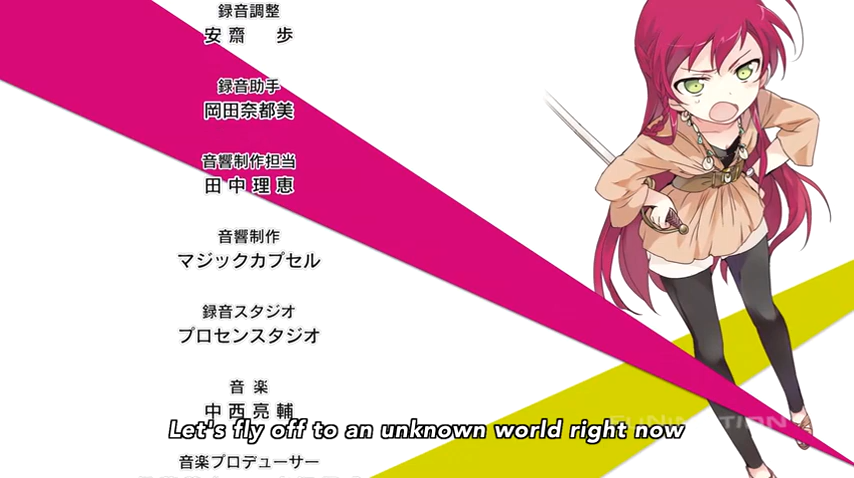 録音調整
安齋 歩
録音助手
岡田奈都美
音響制作担当
田中理恵
音響制作
マジックカプセル
録音スタジオ
プロセンスタジオ
音楽
中西亮輔
Let's fly off to an unknown world right now
FUNIMATION
音楽プロデューサー